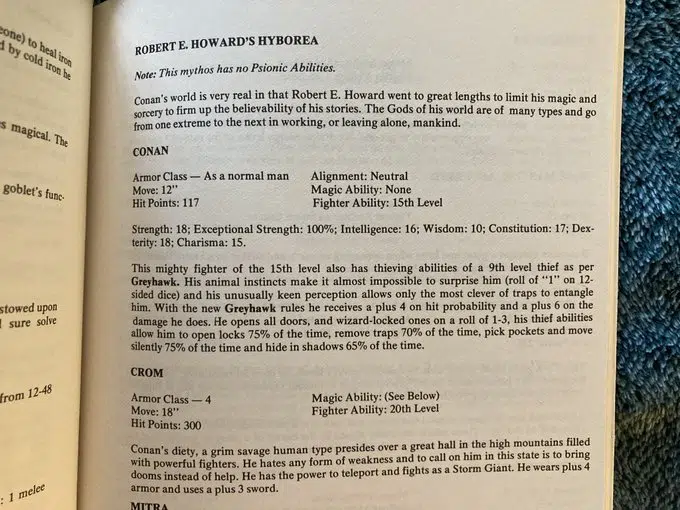 eone) to heal iron
d by cold iron he
s magical. The
goblet's func-
stowed upon
sure solve
from 12-48
: 1 melee
ROBERT E. HOWARD'S HYBOREA
Note: This mythos has no Psionic Abilities.
Conan's world is very real in that Robert E. Howard went to great lengths to limit his magic and
sorcery to firm up the believability of his stories. The Gods of his world are of many types and go
from one extreme to the next in working, or leaving alone, mankind.
CONAN
Armor Class — As a normal man Alignment: Neutral
Move: 12" Magic Ability: None
Hit Points: 117 Fighter Ability: 15th Level
Strength: 18; Exceptional Strength: 100%; Intelligence: 16; Wisdom: 10; Constitution: 17; Dex-
terity: 18; Charisma: 15.
This mighty fighter of the 15th level also has thieving abilities of a 9th level thief as per
Greyhawk. His animal instincts make it almost impossible to surprise him (roll of "1" on 12-
sided dice) and his unusually keen perception allows only the most clever of traps to entangle
him. With the new Greyhawk rules he receives a plus 4 on hit probability and a plus 6 on the
damage he does. He opens all doors, and wizard-locked ones on a roll of 1-3, his thief abilities
allow him to open locks 75% of the time, remove traps 70% of the time, pick pockets and move
silently 75% of the time and hide in shadows 65% of the time.
CROM
Armor Class — 4 Magic Ability: (See Below)
Move: 18" Fighter Ability: 20th Level
Hit Points: 300
Conan's diety, a grim savage human type presides over a great hall in the high mountains filled
with powerful fighters. He hates any form of weakness and to call on him in this state is to bring
dooms instead of help. He has the power to teleport and fights as a Storm Giant. He wears plus 4
armor and uses a plus 3 sword.
MITRA